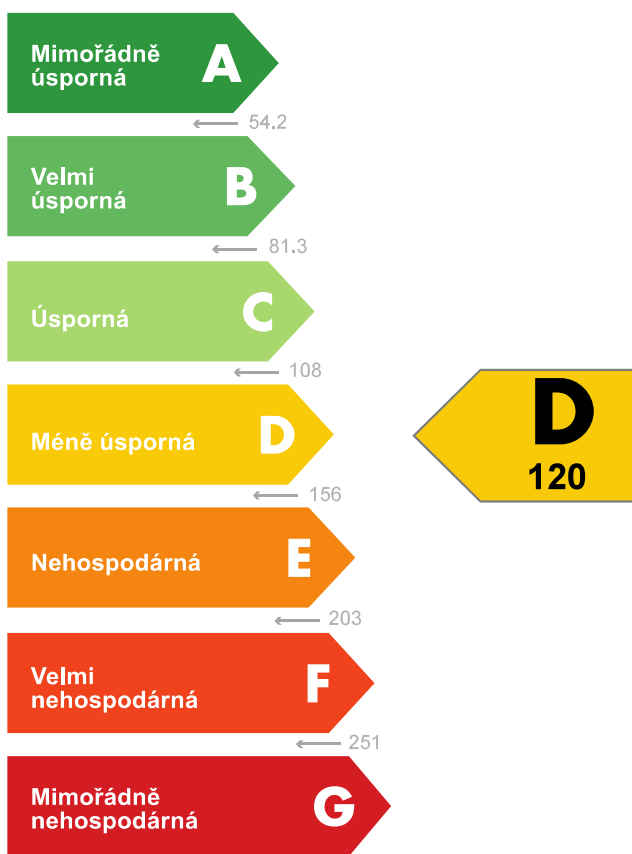 Mimořádně
úsporná
A
54.2
Velmi
úsporná
B
81.3
Úsporná
C
108
Méně úsporná
D
D
120
156
Nehospodárná
E
203
Velmi
nehospodárná
F
251
Mimořádně
nehospodárná
G